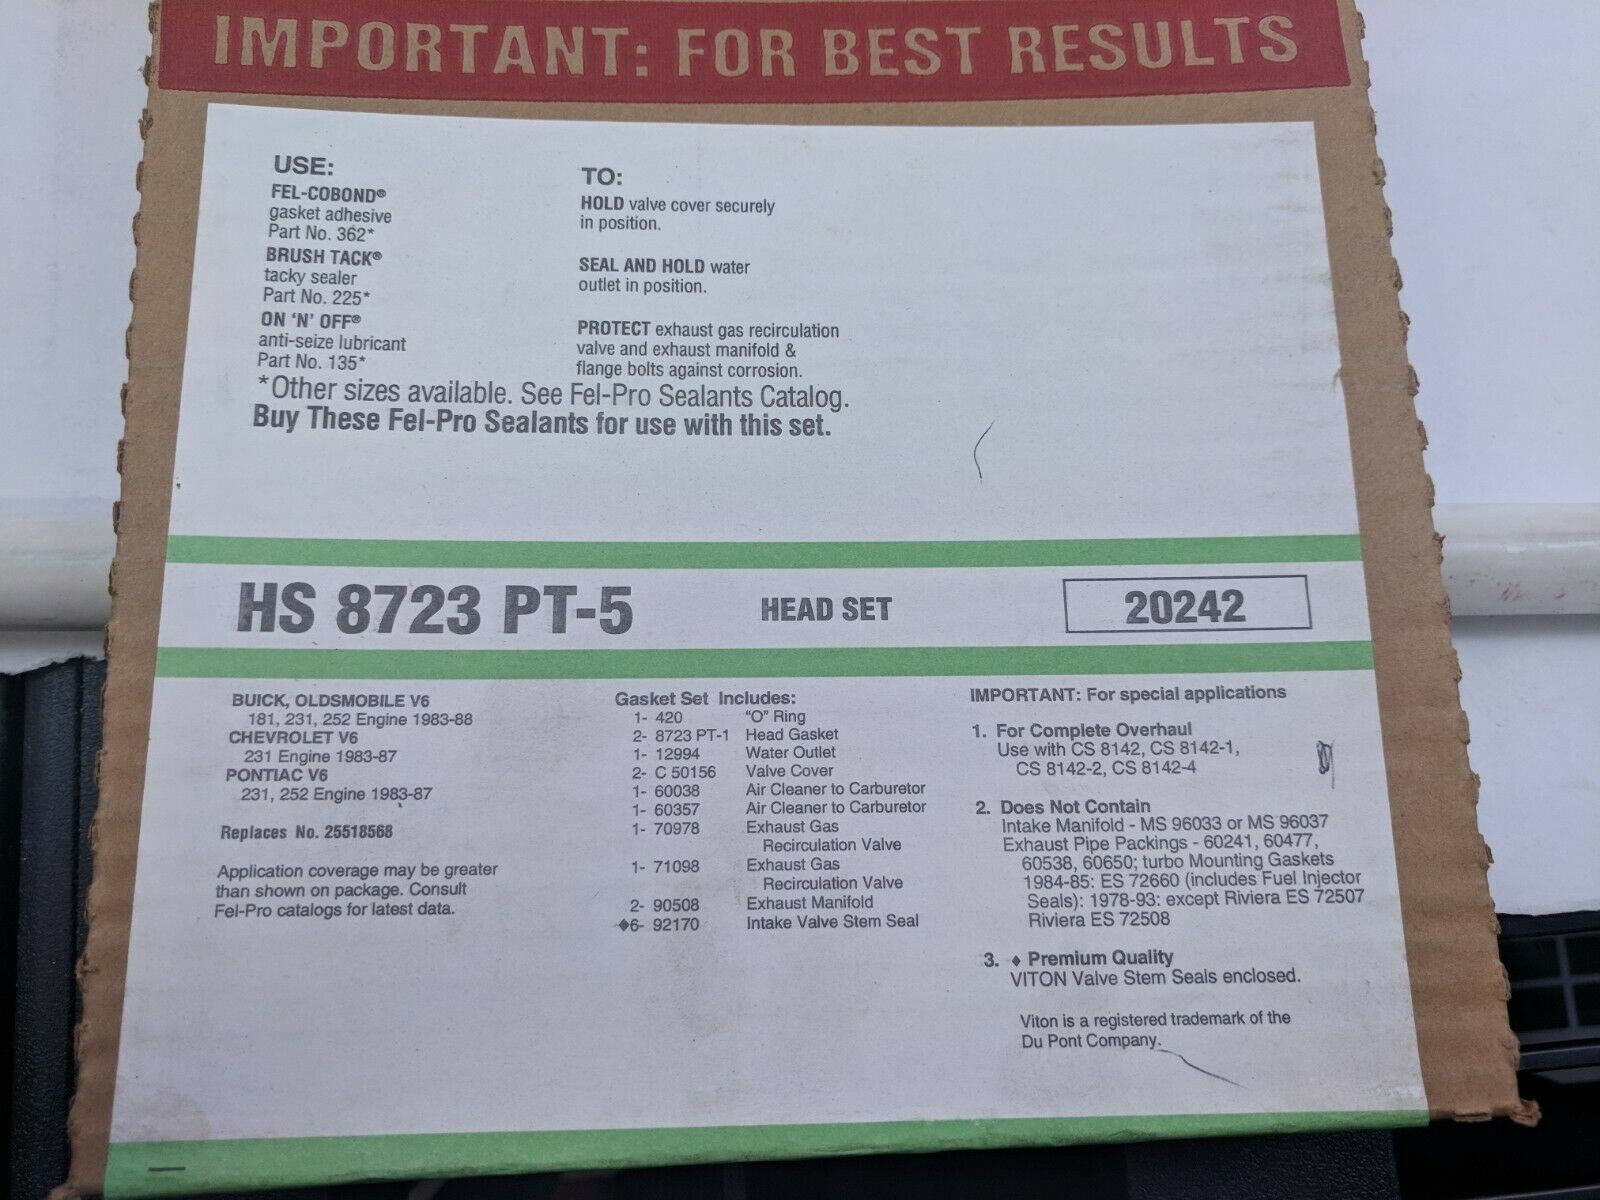 IMPORTANT: FOR BEST RESULTS
USE:
FEL-COBOND®
gasket adhesive
Part No. 362*
BRUSH TACK®
tacky sealer
Part No. 225*
ON 'N' OFF®
anti-seize lubricant
Part No. 135*
TO:
HOLD valve cover securely
in position.
SEAL AND HOLD water
outlet in position.
PROTECT exhaust gas recirculation
valve and exhaust manifold &
flange bolts against corrosion.
*Other sizes available. See Fel-Pro Sealants Catalog.
Buy These Fel-Pro Sealants for use with this set.
HS 8723 PT-5 HEAD SET 20242
BUICK, OLDSMOBILE V6
181, 231, 252 Engine 1983-88
CHEVROLET V6
231 Engine 1983-87
PONTIAC V6
231, 252 Engine 1983-87
Replaces No. 25518568
Application coverage may be greater
than shown on package. Consult
Fel-Pro catalogs for latest data.
Gasket Set Includes:
1- 420 "O" Ring
2- 8723 PT-1 Head Gasket
1- 12994 Water Outlet
2- C 50156 Valve Cover
1- 60038 Air Cleaner to Carburetor
1- 60357 Air Cleaner to Carburetor
1- 70978 Exhaust Gas
Recirculation Valve
1- 71098 Exhaust Gas
Recirculation Valve
2- 90508 Exhaust Manifold
♦6- 92170 Intake Valve Stem Seal
IMPORTANT: For special applications
1. For Complete Overhaul
Use with CS 8142, CS 8142-1,
CS 8142-2, CS 8142-4
2. Does Not Contain
Intake Manifold - MS 96033 or MS 96037
Exhaust Pipe Packings - 60241, 60477,
60538, 60650; turbo Mounting Gaskets
1984-85: ES 72660 (includes Fuel Injector
Seals): 1978-93: except Riviera ES 72507
Riviera ES 72508
3. ♦ Premium Quality
VITON Valve Stem Seals enclosed.
Viton is a registered trademark of the
Du Pont Company.